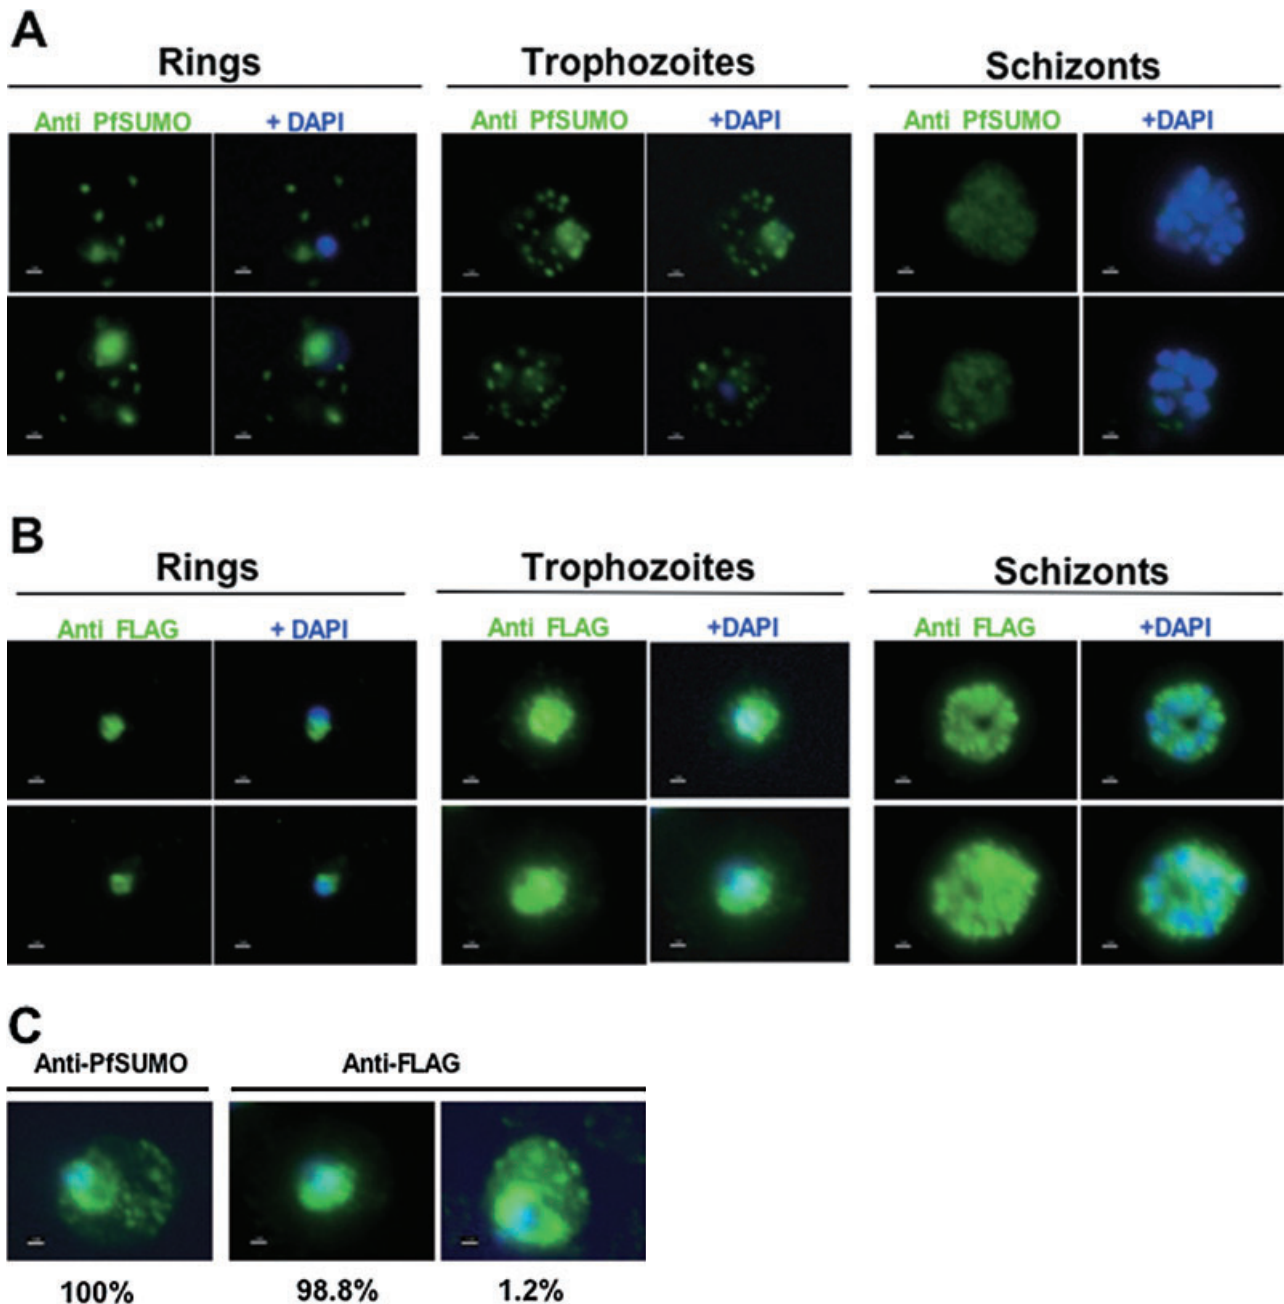 A
Rings Trophozoites Schizonts
Anti PfSUMO + DAPI Anti PfSUMO +DAPI Anti PfSUMO +DAPI
B
Rings Trophozoites Schizonts
Anti FLAG + DAPI Anti FLAG +DAPI Anti FLAG +DAPI
C
Anti-PfSUMO Anti-FLAG
100% 98.8% 1.2%